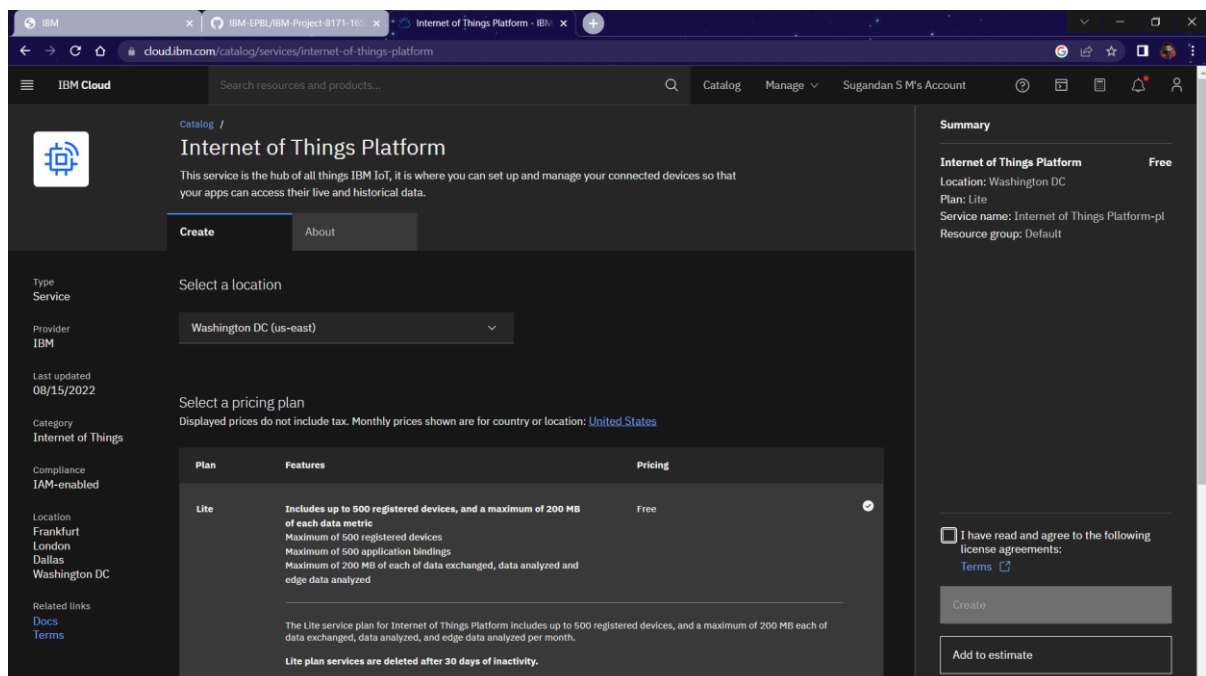 IBM
IBM-EPBL/IBM-Project-8171-165
Internet of Things Platform - IBM
cloud.ibm.com/catalog/services/internet-of-things-platform
IBM Cloud
Search resources and products...
Catalog
Manage
Sugandan S M's Account
Catalog /
Internet of Things Platform
This service is the hub of all things IBM IoT, it is where you can set up and manage your connected devices so that
your apps can access their live and historical data.
Create
About
Type
Service
Provider
IBM
Last updated
08/15/2022
Category
Internet of Things
Compliance
IAM-enabled
Location
Frankfurt
London
Dallas
Washington DC
Related links
Docs
Terms
Select a location
Washington DC (us-east)
Select a pricing plan
Displayed prices do not include tax. Monthly prices shown are for country or location: United States
Plan
Features
Pricing
Lite
Includes up to 500 registered devices, and a maximum of 200 MB
of each data metric
Maximum of 500 registered devices
Maximum of 500 application bindings
Maximum of 200 MB of each of data exchanged, data analyzed and
edge data analyzed
Free
The Lite service plan for Internet of Things Platform includes up to 500 registered devices, and a maximum of 200 MB each of
data exchanged, data analyzed, and edge data analyzed per month.
Lite plan services are deleted after 30 days of inactivity.
Summary
Internet of Things Platform Free
Location: Washington DC
Plan: Lite
Service name: Internet of Things Platform-pl
Resource group: Default
I have read and agree to the following
license agreements:
Terms
Create
Add to estimate